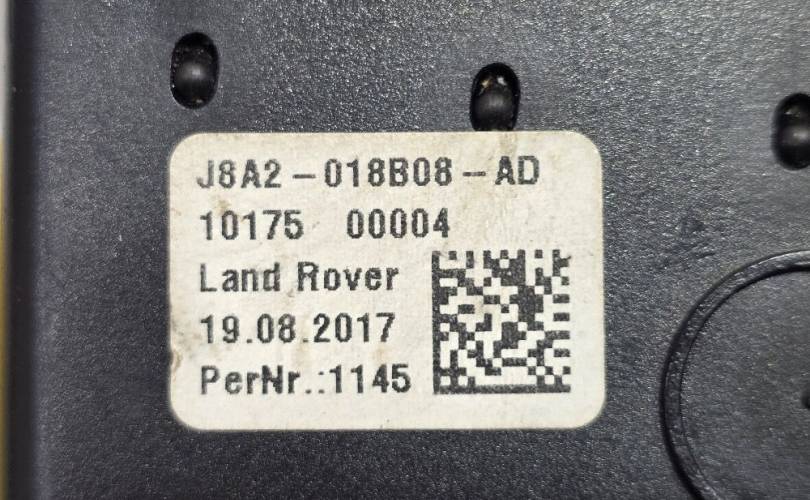 J8A2-018B08-AD
10175 00004
Land Rover
19.08.2017
PerNr.:1145